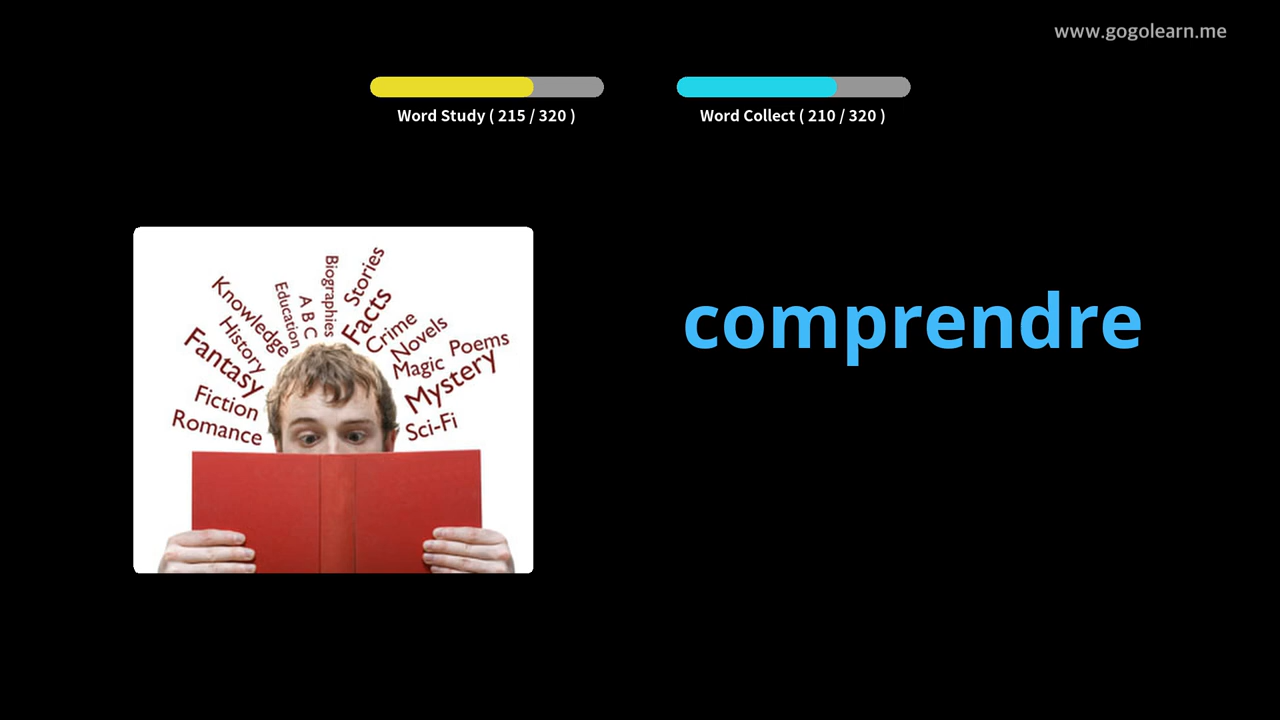 www.gogolearn.me
Word Study ( 215 / 320 )
Word Collect ( 210 / 320 )
Romance
Fiction
Fantasy
History
Knowledge
Education
A B C
Biographies
Stories
Facts
Crime
Novels
Magic
Poems
Mystery
Sci-Fi
comprendre